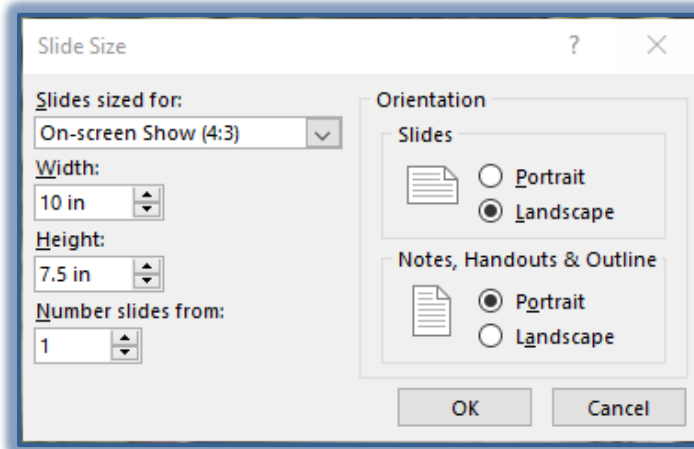 Slide Size ?
Slides sized for:
On-screen Show (4:3)
Width:
10 in
Height:
7.5 in
Number slides from:
1
Orientation
Slides
Portrait
Landscape
Notes, Handouts & Outline
Portrait
Landscape
OK
Cancel